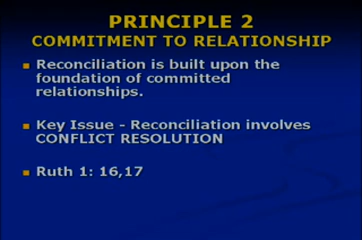 PRINCIPLE 2
COMMITMENT TO RELATIONSHIP
Reconciliation is built upon the
foundation of committed
relationships.
Key Issue - Reconciliation involves
CONFLICT RESOLUTION
Ruth 1: 16,17